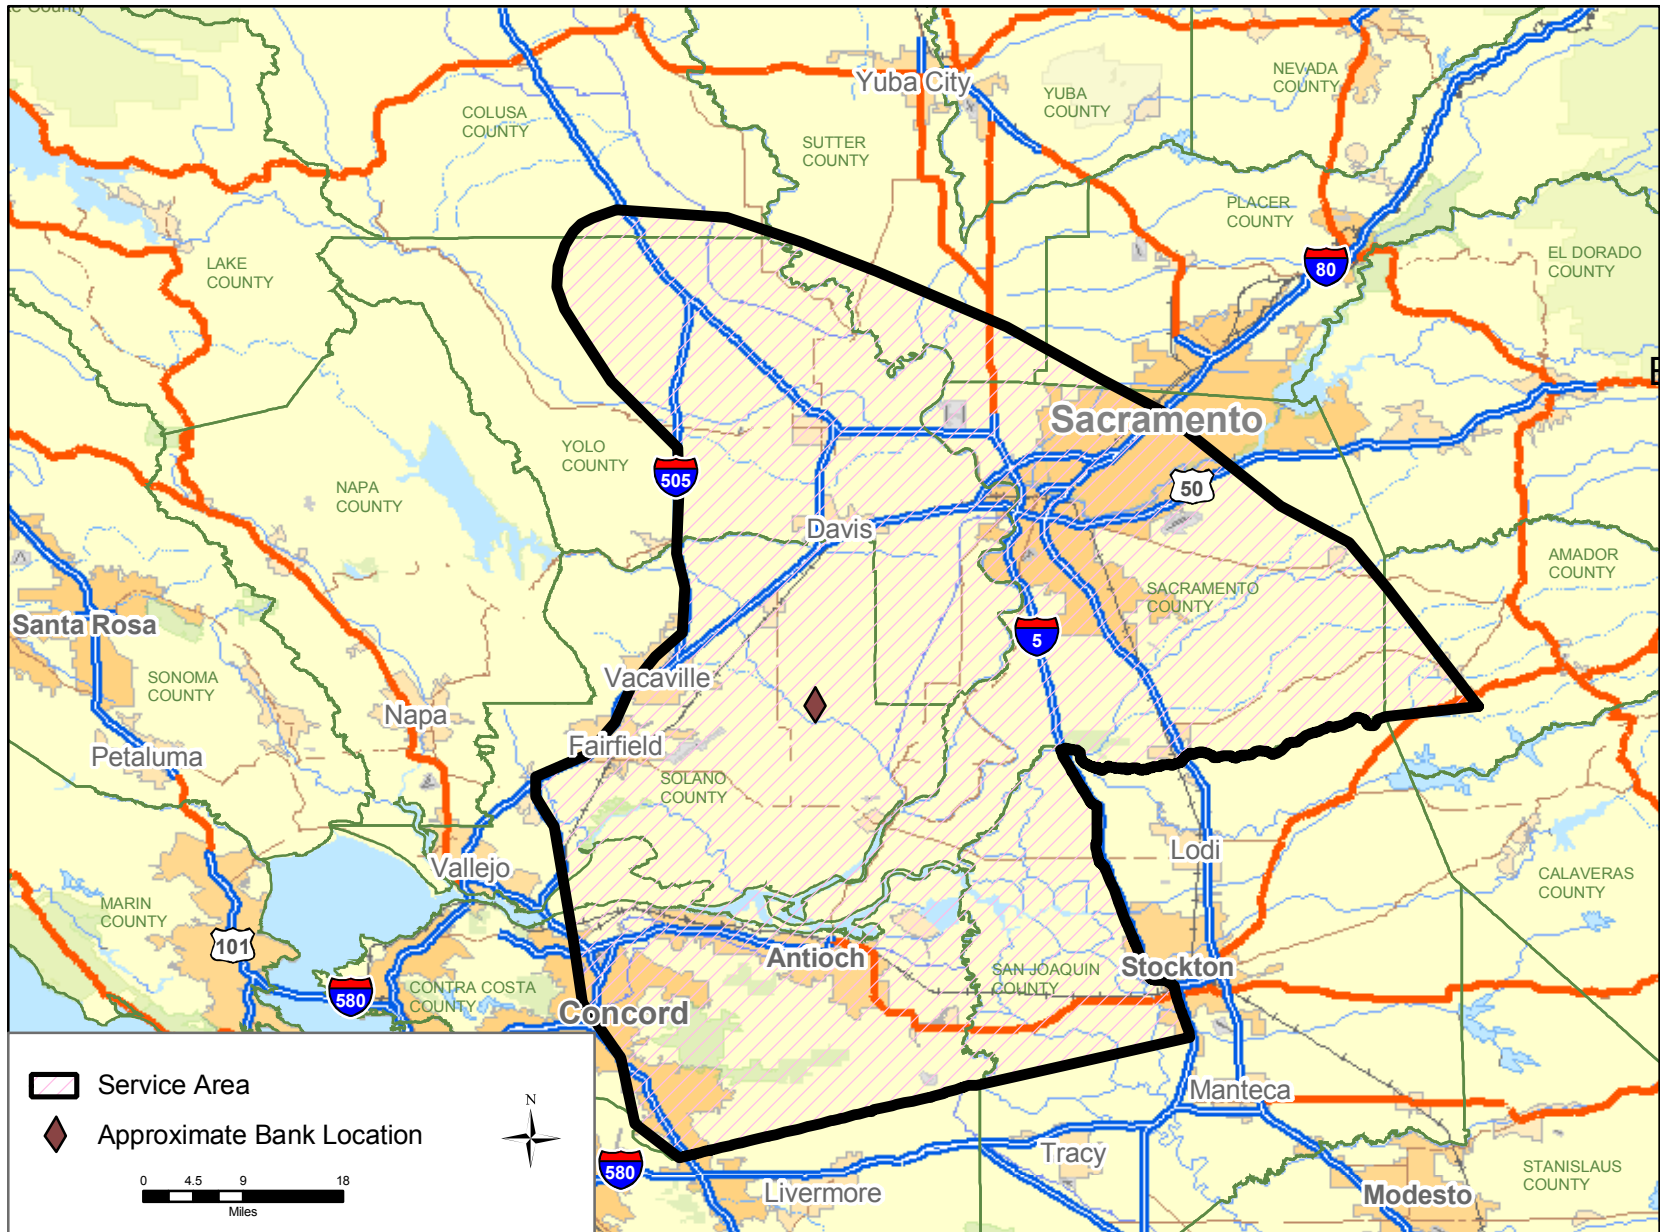 e County
Yuba City
YUBA
COUNTY
NEVADA
COUNTY
COLUSA
COUNTY
SUTTER
COUNTY
PLACER
COUNTY
LAKE
COUNTY
80
EL DORADO
COUNTY
E
Sacramento
YOLO
COUNTY
505
NAPA
COUNTY
50
Davis
AMADOR
COUNTY
SACRAMENTO
COUNTY
Santa Rosa
5
SONOMA
COUNTY
Vacaville
Napa
Petaluma
Fairfield
SOLANO
COUNTY
Vallejo
Lodi
CALAVERAS
COUNTY
MARIN
COUNTY
101
Antioch
Stockton
SAN JOAQUIN
COUNTY
580
CONTRA COSTA
COUNTY
Concord
Service Area
Approximate Bank Location
N
0 4.5 9 18
Miles
Manteca
Tracy
580
Livermore
Modesto
STANISLAUS
COUNTY